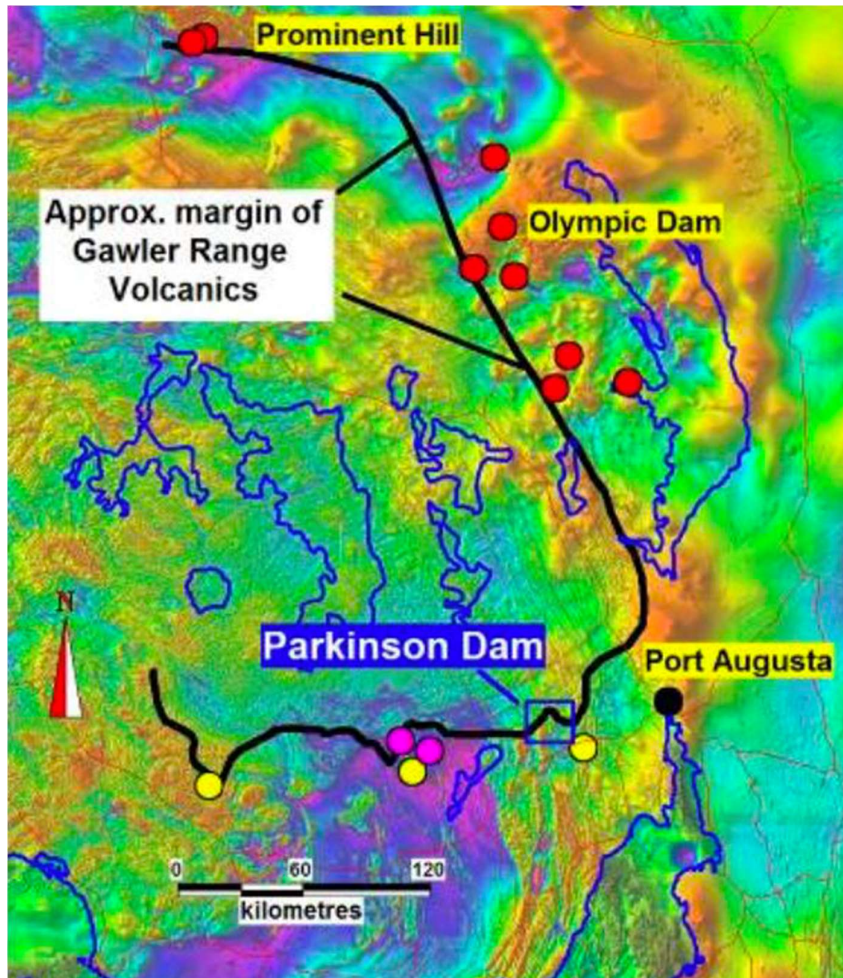 Prominent Hill
Approx. margin of
Gawler Range
Volcanics
Olympic Dam
N
Parkinson Dam
Port Augusta
0 60 120
kilometres